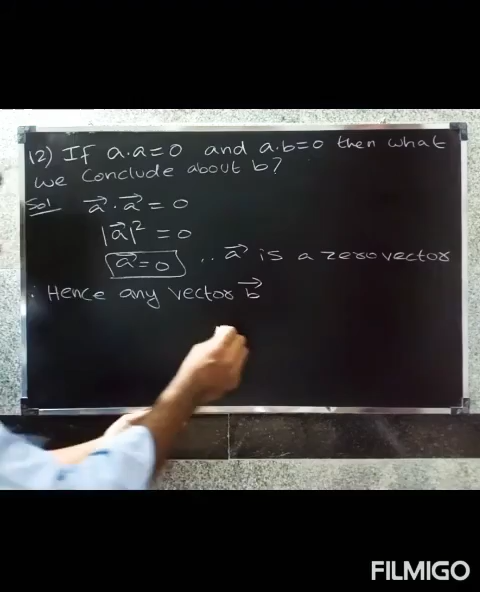 12) If a.a=0 and a.b=0 then what
we conclude about b?
Sol a⃗ . a⃗ = 0
|a⃗|² = 0
a⃗ = 0 ∴ a⃗ is a zero vector
∴ Hence any vector b⃗
FILMIGO